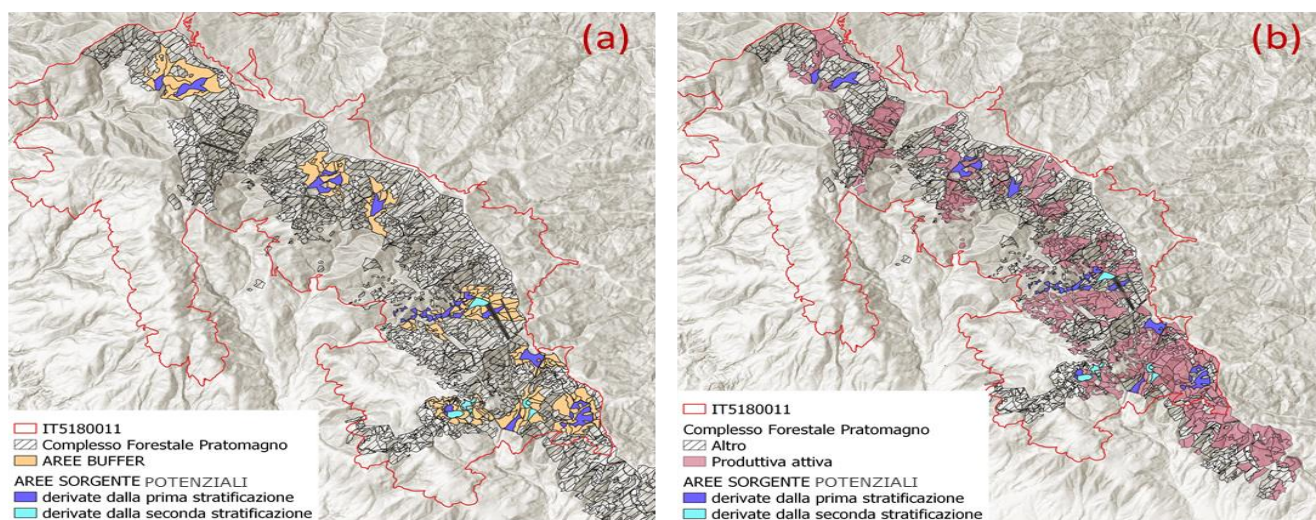 (a)
IT5180011
Complesso Forestale Pratomagno
AREE BUFFER
AREE SORGENTE POTENZIALI
derivate dalla prima stratificazione
derivate dalla seconda stratificazione
(b)
IT5180011
Complesso Forestale Pratomagno
Altro
Produttiva attiva
AREE SORGENTE POTENZIALI
derivate dalla prima stratificazione
derivate dalla seconda stratificazione